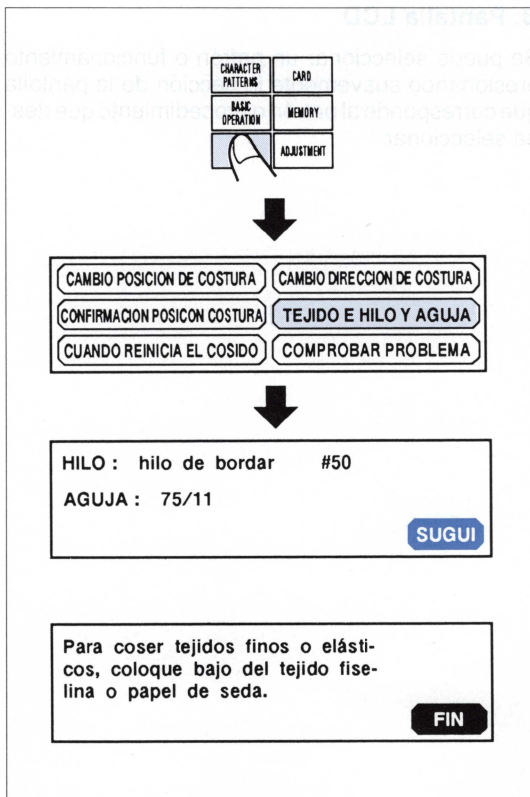 CHARACTER PATTERNS
CARD
BASIC OPERATION
MEMORY
ADJUSTMENT
CAMBIO POSICION DE COSTURA
CAMBIO DIRECCION DE COSTURA
CONFIRMACION POSICON COSTURA
TEJIDO E HILO Y AGUJA
CUANDO REINICIA EL COSIDO
COMPROBAR PROBLEMA
HILO : hilo de bordar #50
AGUJA : 75/11
SUGUI
Para coser tejidos finos o elásti-
cos, coloque bajo del tejido fise-
lina o papel de seda.
FIN